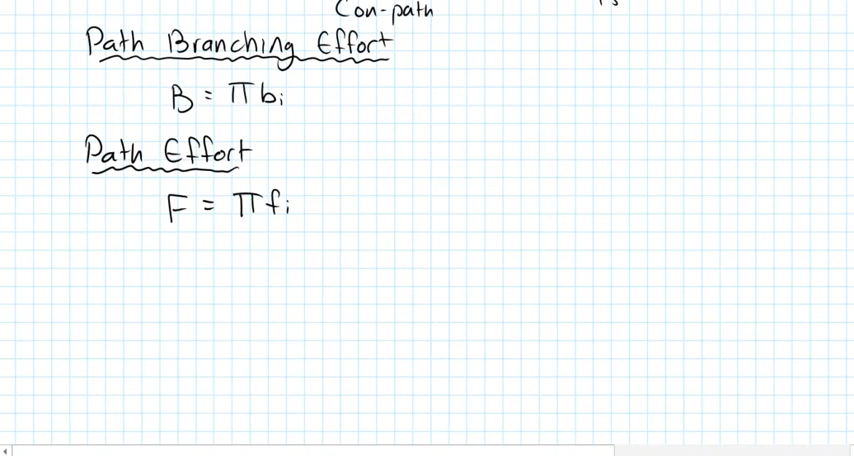 Con-path
Path Branching Effort
B = πbi
Path Effort
F = πfi